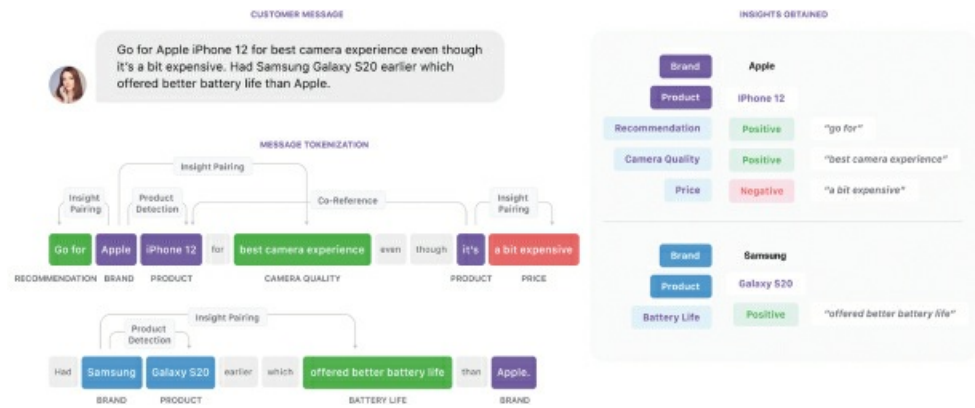 CUSTOMER MESSAGE
Go for Apple iPhone 12 for best camera experience even though
it's a bit expensive. Had Samsung Galaxy S20 earlier which
offered better battery life than Apple.
MESSAGE TOKENIZATION
Insight Pairing
Insight
Pairing
Product
Detection
Co-Reference
Insight
Pairing
Go for Apple iPhone 12 for best camera experience even though it's a bit expensive
RECOMMENDATION BRAND PRODUCT CAMERA QUALITY PRODUCT PRICE
Insight Pairing
Product
Detection
Had Samsung Galaxy S20 earlier which offered better battery life than Apple.
BRAND PRODUCT BATTERY LIFE BRAND
INSIGHTS OBTAINED
Brand Apple
Product iPhone 12
Recommendation Positive "go for"
Camera Quality Positive "best camera experience"
Price Negative "a bit expensive"
Brand Samsung
Product Galaxy S20
Battery Life Positive "offered better battery life"